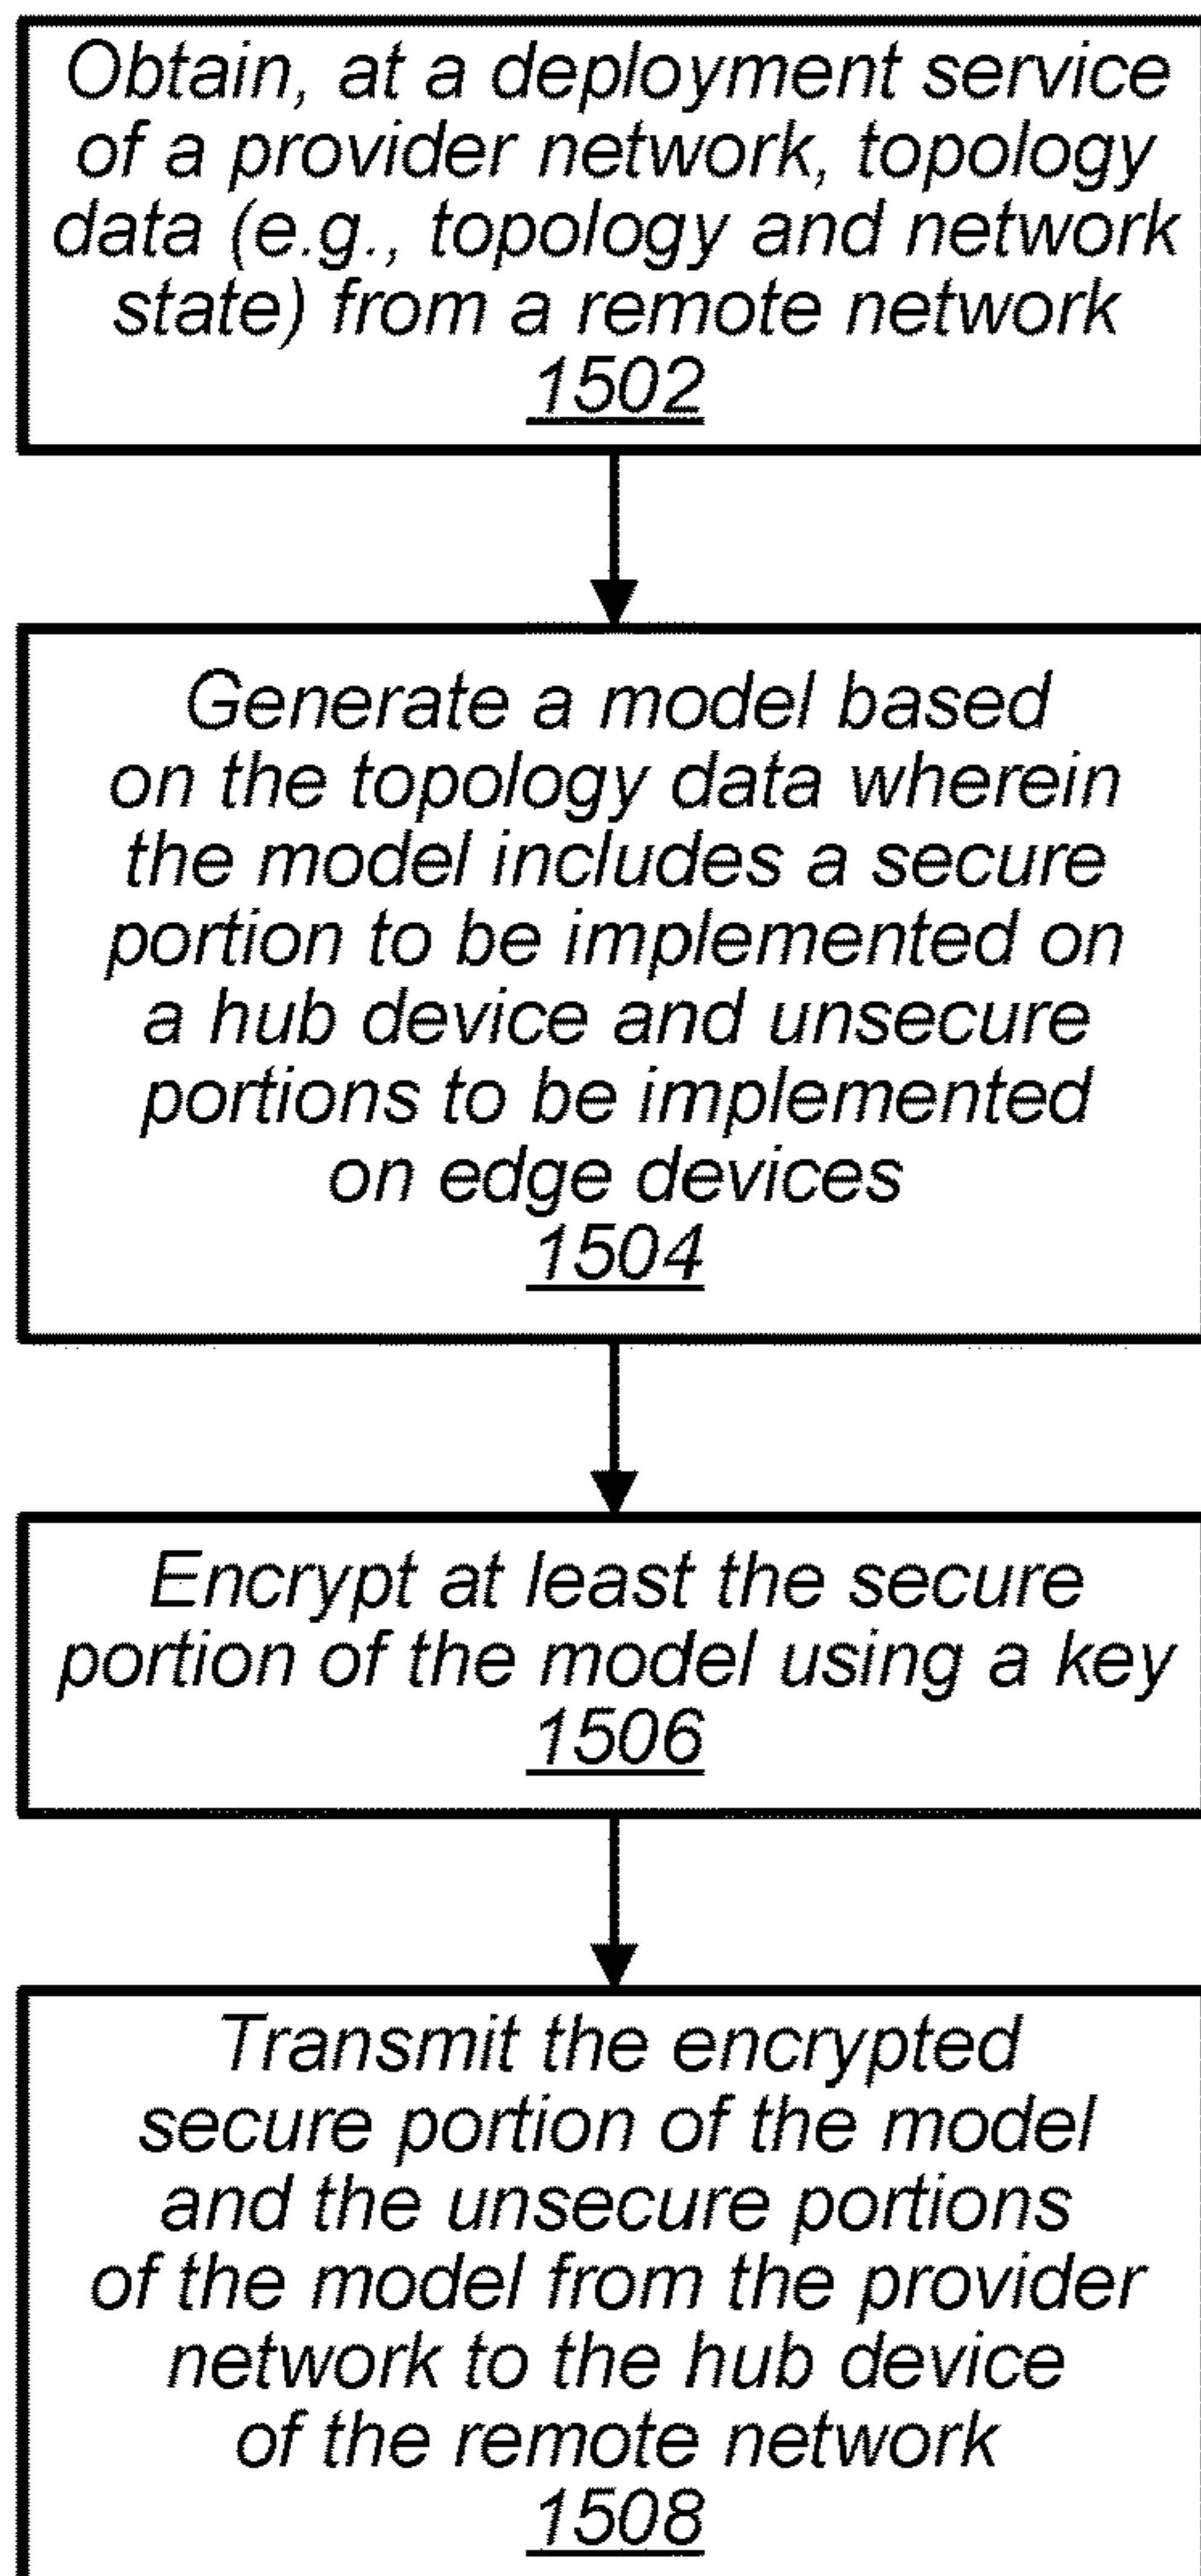 Obtain, at a deployment service
of a provider network, topology
data (e.g., topology and network
state) from a remote network
1502
Generate a model based
on the topology data wherein
the model includes a secure
portion to be implemented on
a hub device and unsecure
portions to be implemented
on edge devices
1504
Encrypt at least the secure
portion of the model using a key
1506
Transmit the encrypted
secure portion of the model
and the unsecure portions
of the model from the provider
network to the hub device
of the remote network
1508